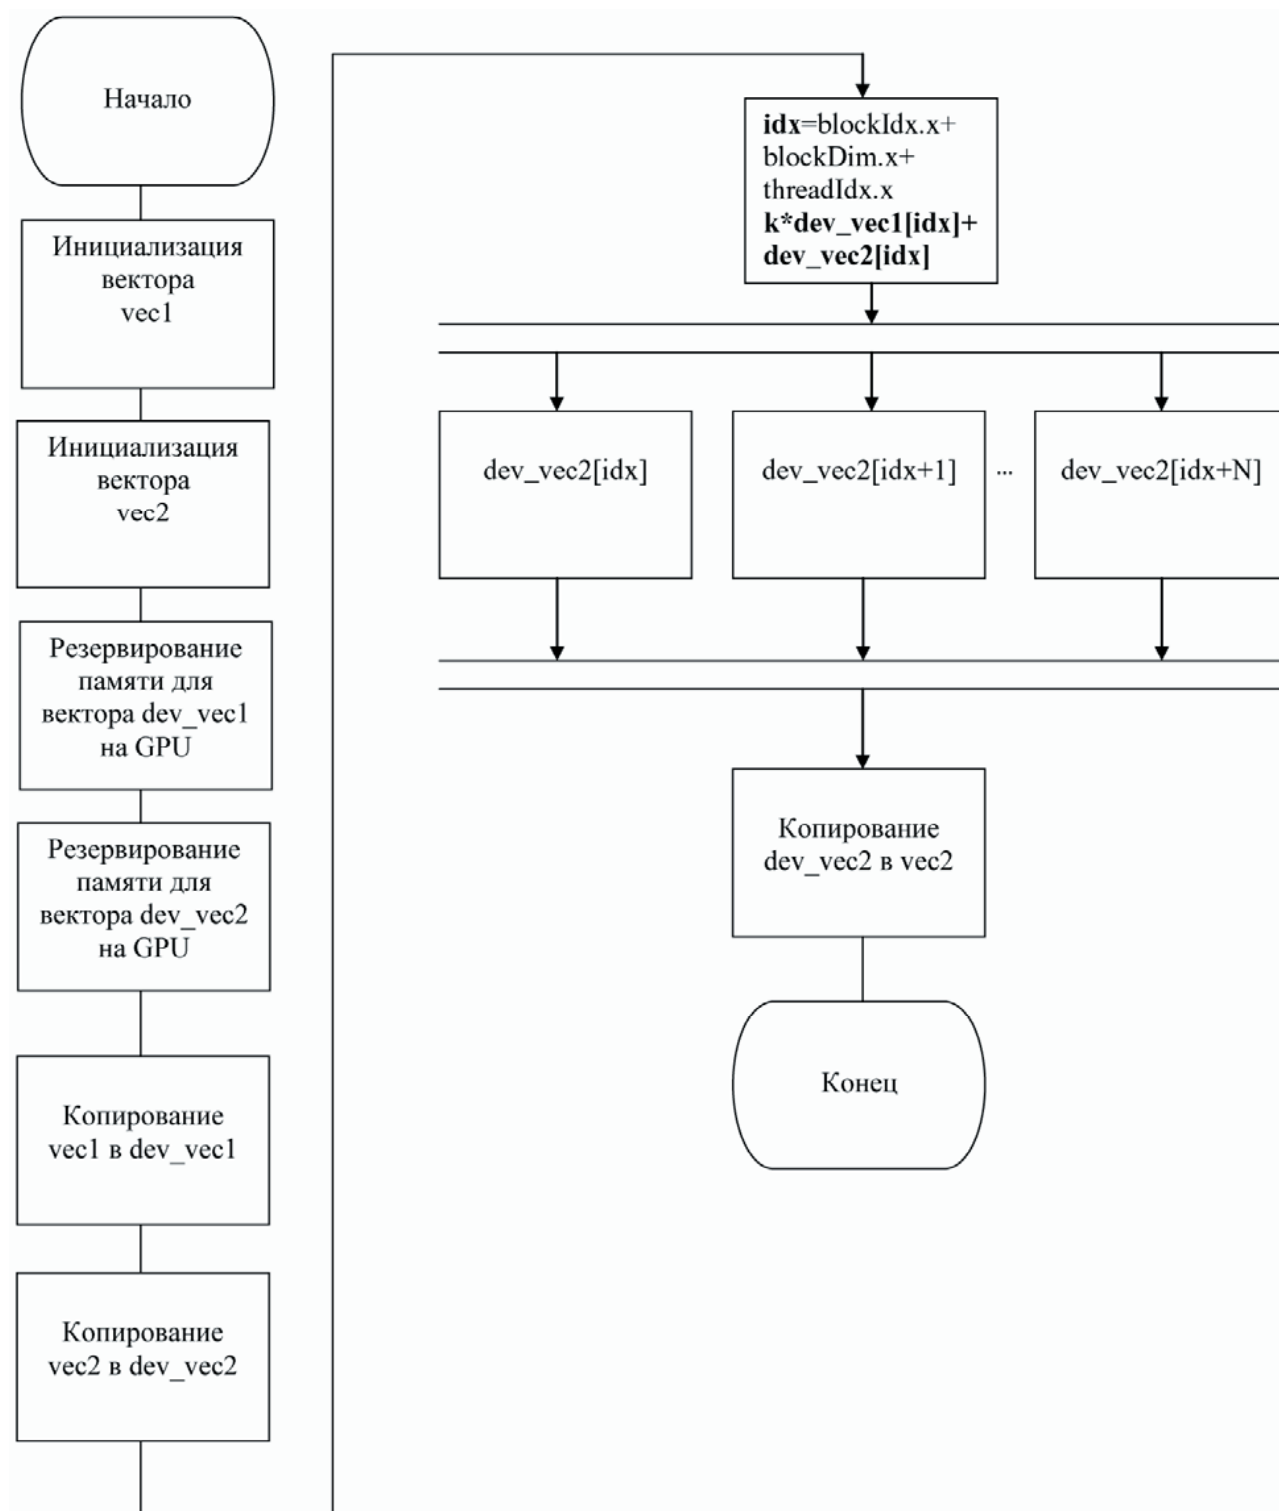 Начало
Инициализация
вектора
vec1
Инициализация
вектора
vec2
Резервирование
памяти для
вектора dev_vec1
на GPU
Резервирование
памяти для
вектора dev_vec2
на GPU
Копирование
vec1 в dev_vec1
Копирование
vec2 в dev_vec2
idx=blockIdx.x+
blockDim.x+
threadIdx.x
k*dev_vec1[idx]+
dev_vec2[idx]
dev_vec2[idx]
dev_vec2[idx+1]
...
dev_vec2[idx+N]
Копирование
dev_vec2 в vec2
Конец